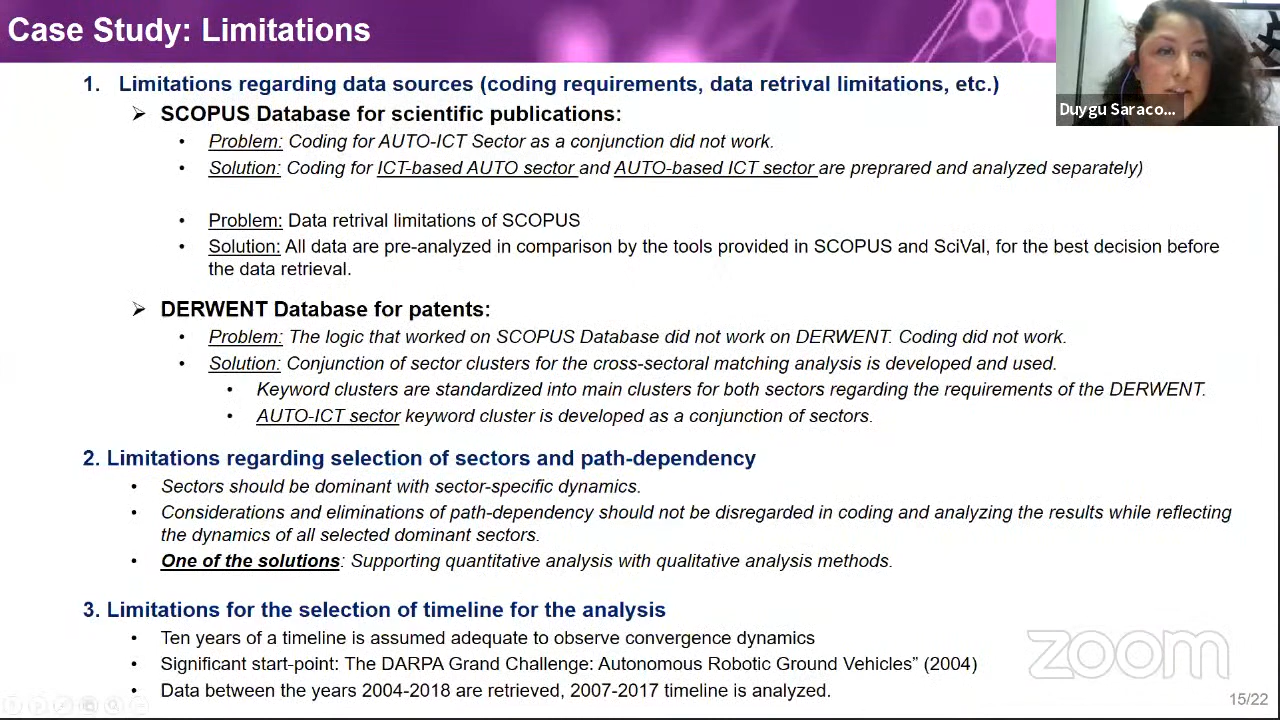 Case Study: Limitations
Duygu Saraco...
1. Limitations regarding data sources (coding requirements, data retrival limitations, etc.)
➢ SCOPUS Database for scientific publications:
• Problem: Coding for AUTO-ICT Sector as a conjunction did not work.
• Solution: Coding for ICT-based AUTO sector and AUTO-based ICT sector are preprared and analyzed separately)
• Problem: Data retrival limitations of SCOPUS
• Solution: All data are pre-analyzed in comparison by the tools provided in SCOPUS and SciVal, for the best decision before
the data retrieval.
➢ DERWENT Database for patents:
• Problem: The logic that worked on SCOPUS Database did not work on DERWENT. Coding did not work.
• Solution: Conjunction of sector clusters for the cross-sectoral matching analysis is developed and used.
• Keyword clusters are standardized into main clusters for both sectors regarding the requirements of the DERWENT.
• AUTO-ICT sector keyword cluster is developed as a conjunction of sectors.
2. Limitations regarding selection of sectors and path-dependency
• Sectors should be dominant with sector-specific dynamics.
• Considerations and eliminations of path-dependency should not be disregarded in coding and analyzing the results while reflecting
the dynamics of all selected dominant sectors.
• One of the solutions: Supporting quantitative analysis with qualitative analysis methods.
3. Limitations for the selection of timeline for the analysis
• Ten years of a timeline is assumed adequate to observe convergence dynamics
• Significant start-point: The DARPA Grand Challenge: Autonomous Robotic Ground Vehicles” (2004)
• Data between the years 2004-2018 are retrieved, 2007-2017 timeline is analyzed.
zoom
15/22